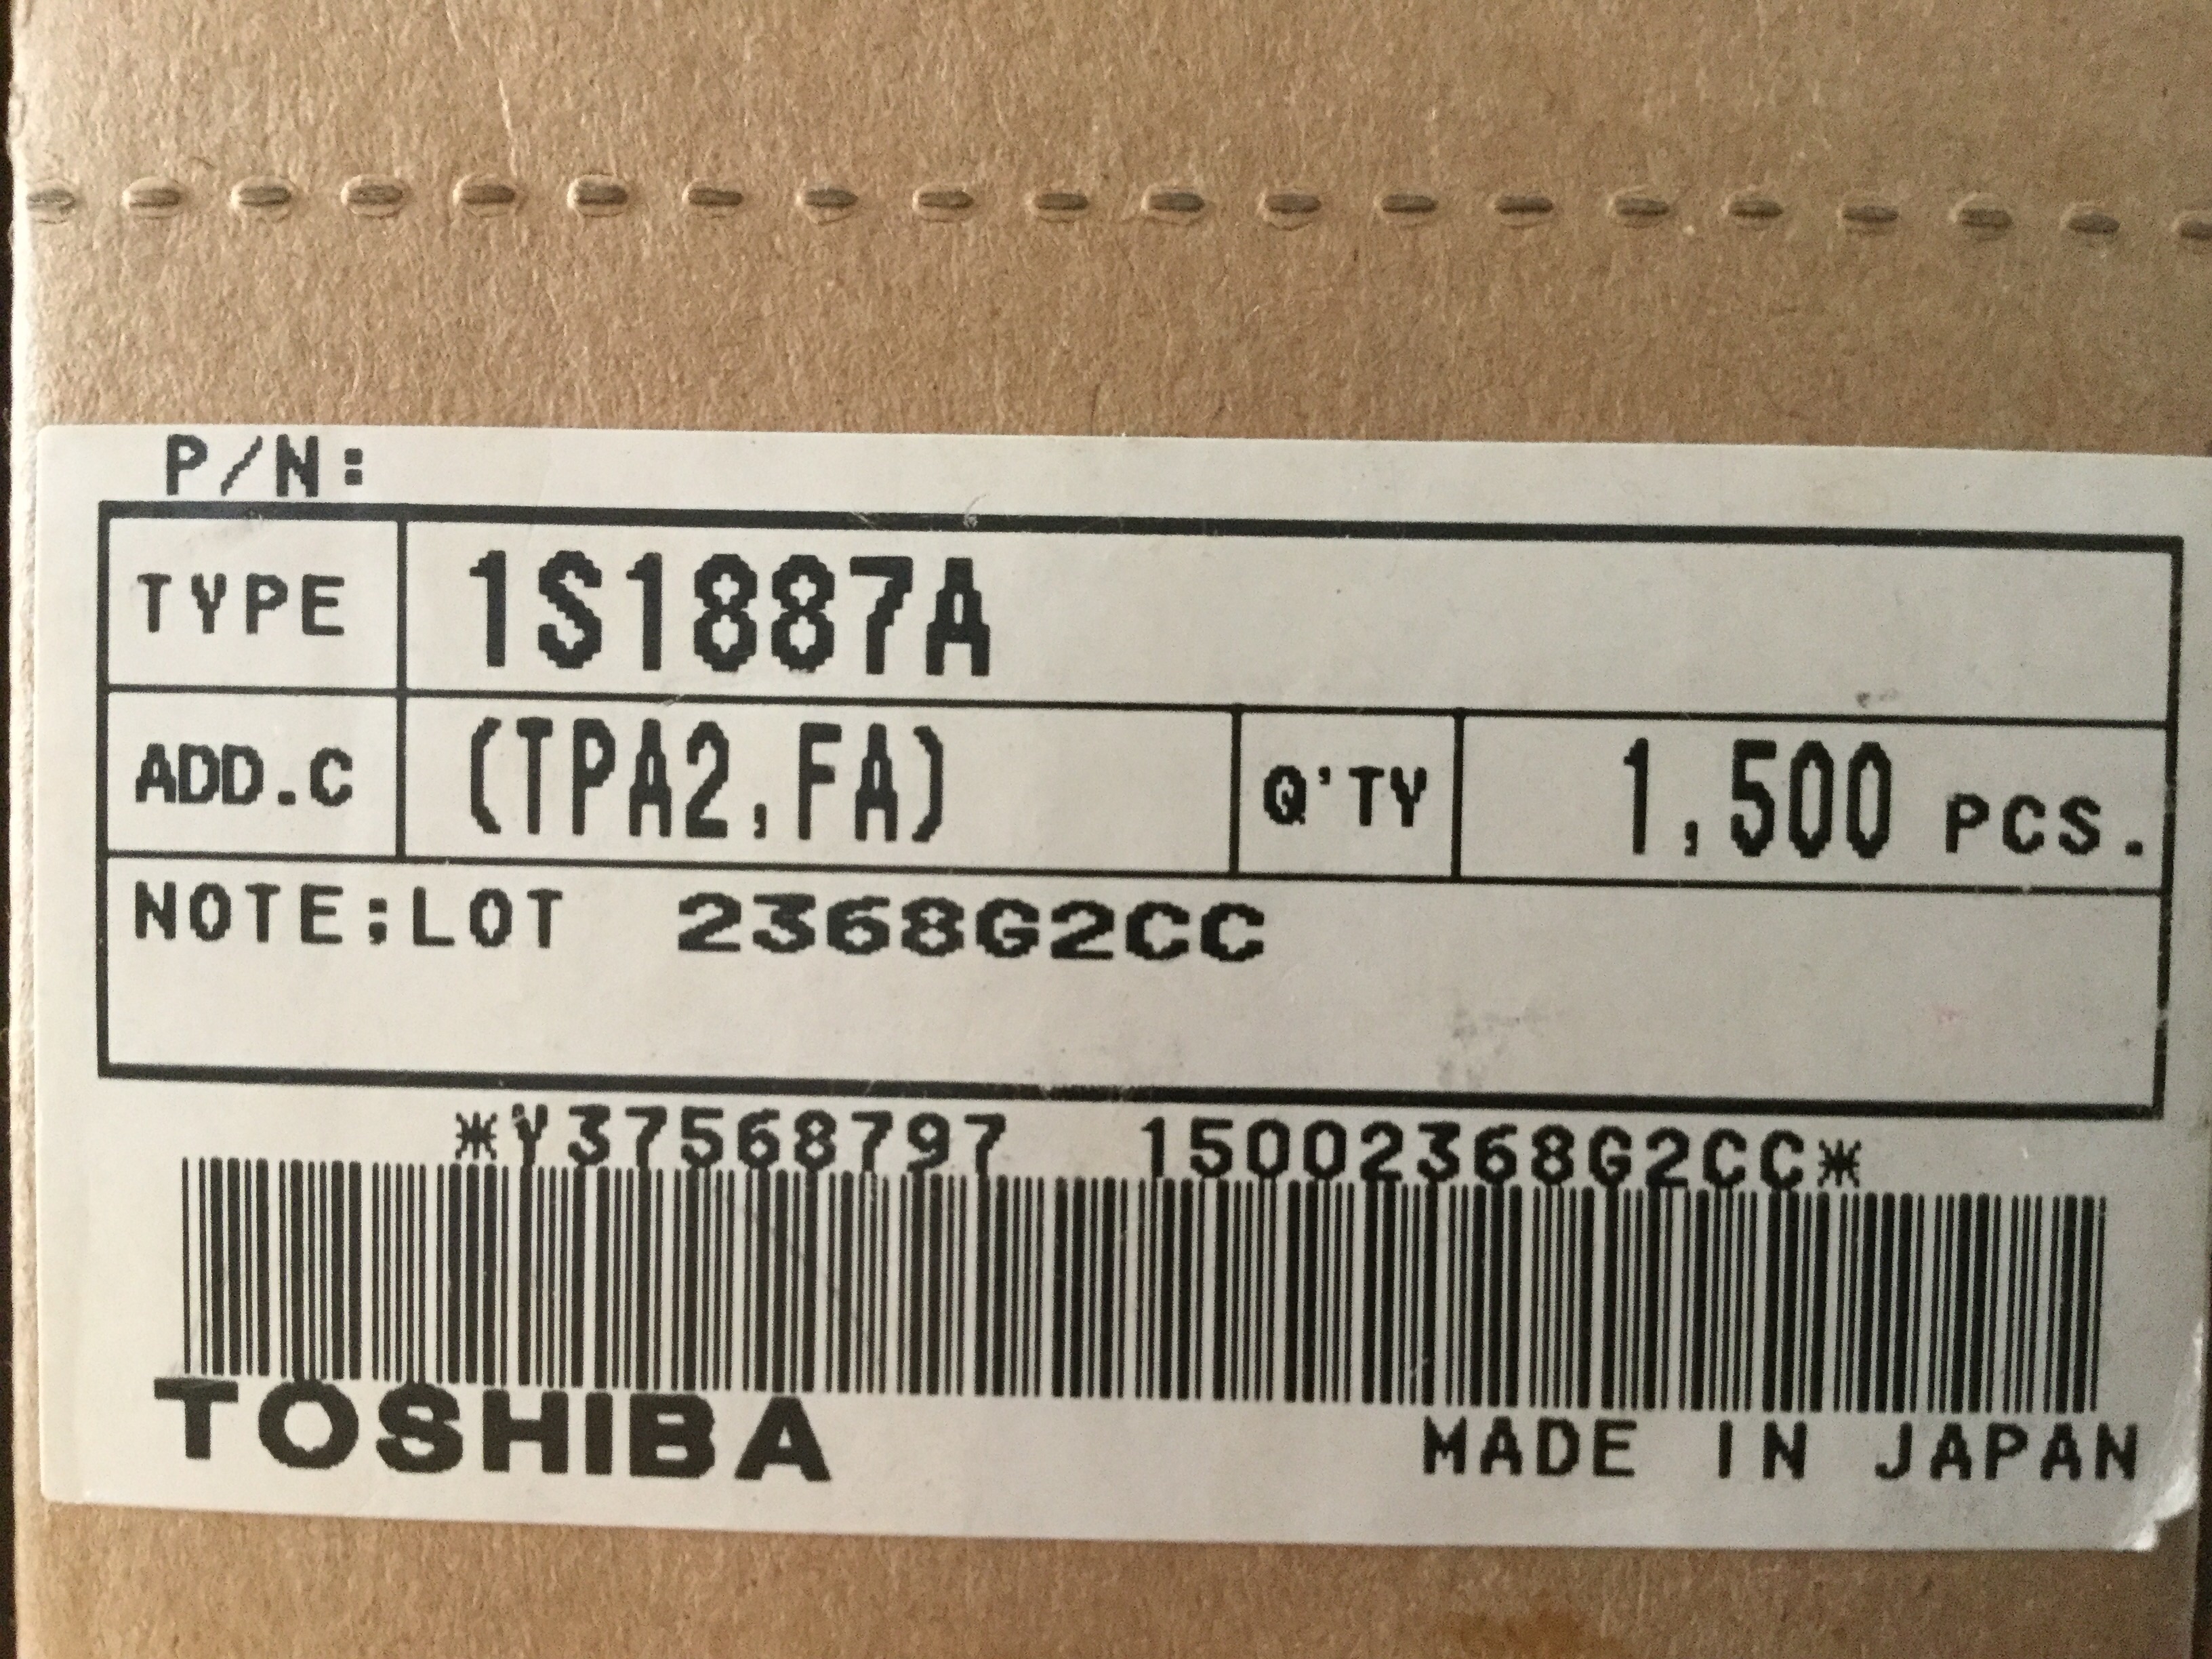 P/N:
TYPE 1S1887A
ADD.C (TPA2,FA) Q'TY 1,500 PCS.
NOTE;LOT 2368G2CC
*Y37568797 15002368G2CC*
TOSHIBA MADE IN JAPAN